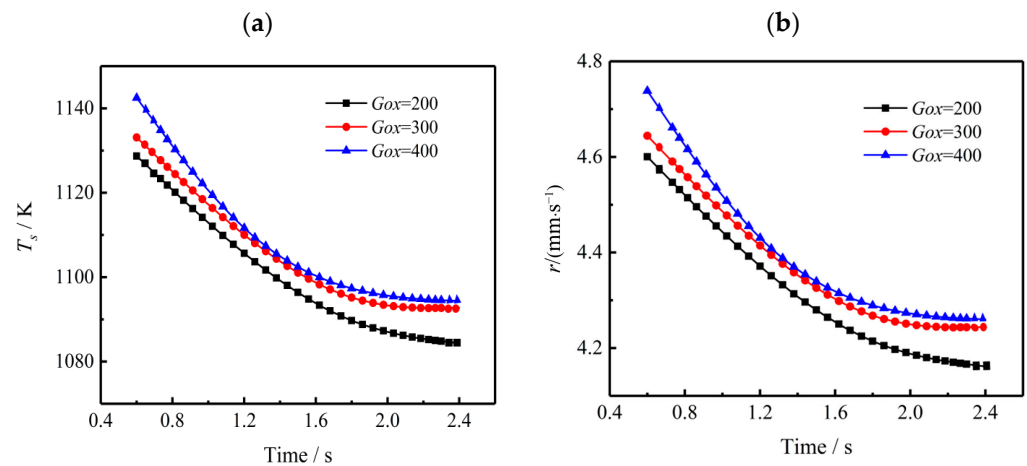 (a)
1140
1120
1100
1080
T_s / K
Gox=200
Gox=300
Gox=400
0.4 0.8 1.2 1.6 2.0 2.4
Time / s
(b)
4.8
4.6
4.4
4.2
r/(mm·s⁻¹)
Gox=200
Gox=300
Gox=400
0.4 0.8 1.2 1.6 2.0 2.4
Time / s